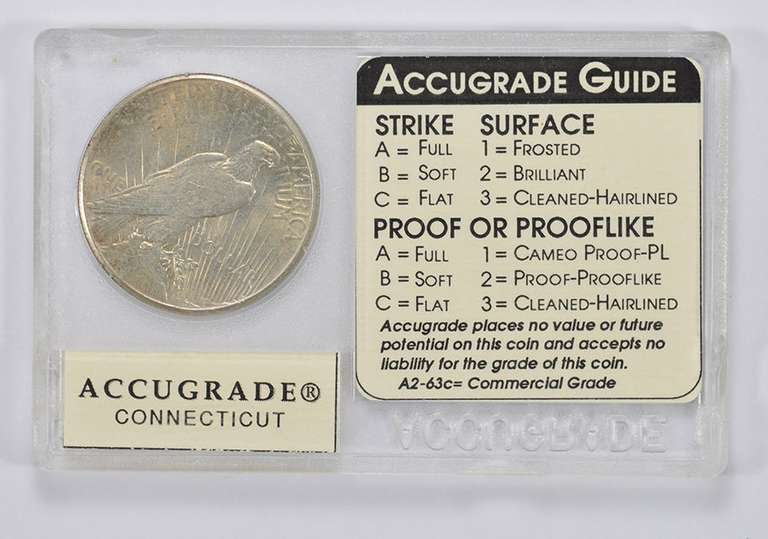 ACCUGRADE GUIDE
STRIKE SURFACE
A = FULL 1 = FROSTED
B = SOFT 2 = BRILLIANT
C = FLAT 3 = CLEANED-HAIRLINED
PROOF OR PROOFLIKE
A = FULL 1 = CAMEO PROOF-PL
B = SOFT 2 = PROOF-PROOFLIKE
C = FLAT 3 = CLEANED-HAIRLINED
Accugrade places no value or future
potential on this coin and accepts no
liability for the grade of this coin.
A2-63c= Commercial Grade
ACCUGRADE®
CONNECTICUT
ACCUGRADE
AMERICA